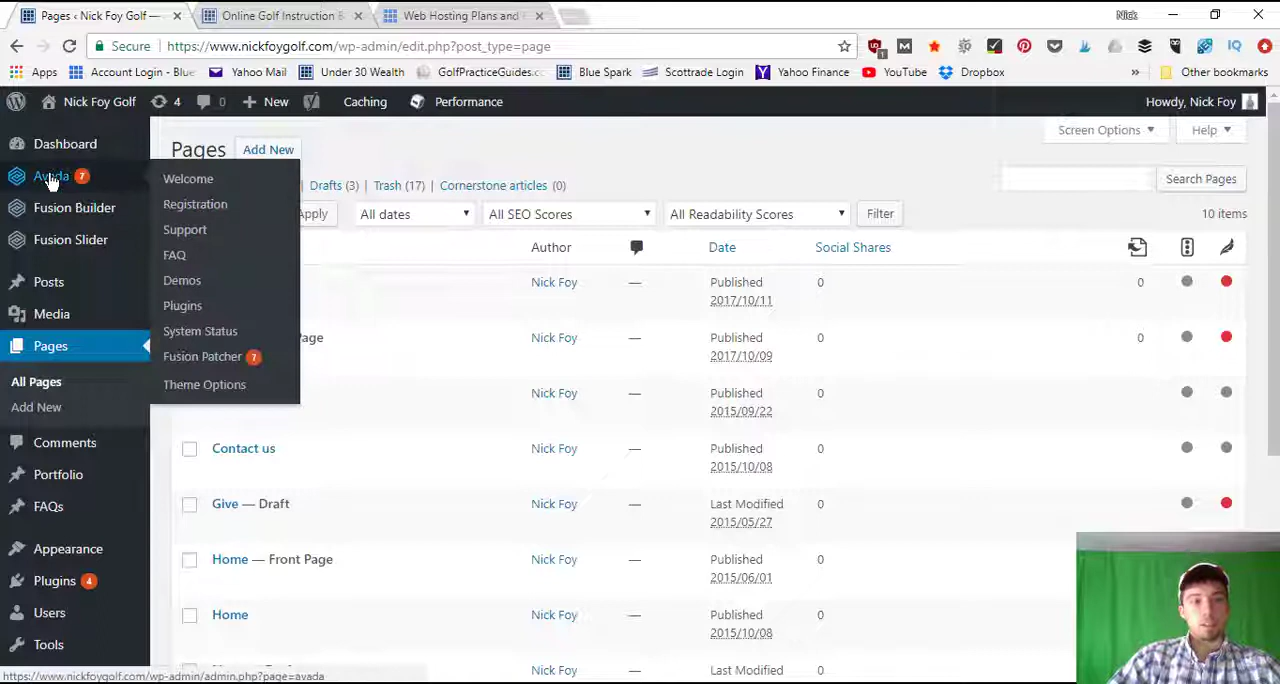 Pages ‹ Nick Foy Golf —
Online Golf Instruction B
Web Hosting Plans and
Nick
Secure https://www.nickfoygolf.com/wp-admin/edit.php?post_type=page
Apps Account Login - Blue Yahoo Mail Under 30 Wealth GolfPracticeGuides.c Blue Spark Scottrade Login Yahoo Finance YouTube Dropbox » Other bookmarks
Nick Foy Golf 4 0 New Caching Performance Howdy, Nick Foy
Screen Options Help
Dashboard
Avada 7
Fusion Builder
Fusion Slider
Posts
Media
Pages
All Pages
Add New
Comments
Portfolio
FAQs
Appearance
Plugins 4
Users
Tools
Welcome
Registration
Support
FAQ
Demos
Plugins
System Status
Fusion Patcher 7
Theme Options
Pages Add New
Drafts (3) | Trash (17) | Cornerstone articles (0)
Search Pages
Apply All dates All SEO Scores All Readability Scores Filter 10 items
Author Date Social Shares
Nick Foy — Published 0 0
2017/10/11
Page Nick Foy — Published 0 0
2017/10/09
Nick Foy — Published 0
2015/09/22
Contact us Nick Foy — Published 0
2015/10/08
Give — Draft Nick Foy — Last Modified 0
2015/05/27
Home — Front Page Nick Foy — Published 0
2015/06/01
Home Nick Foy — Published 0
2015/10/08
Nick Foy — Last Modified 0
https://www.nickfoygolf.com/wp-admin/admin.php?page=avada